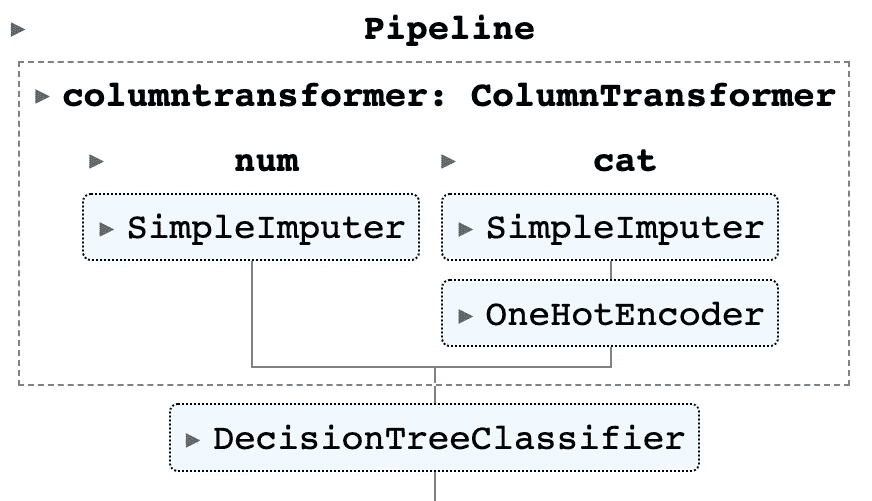 Pipeline
columntransformer: ColumnTransformer
num cat
SimpleImputer SimpleImputer
OneHotEncoder
DecisionTreeClassifier